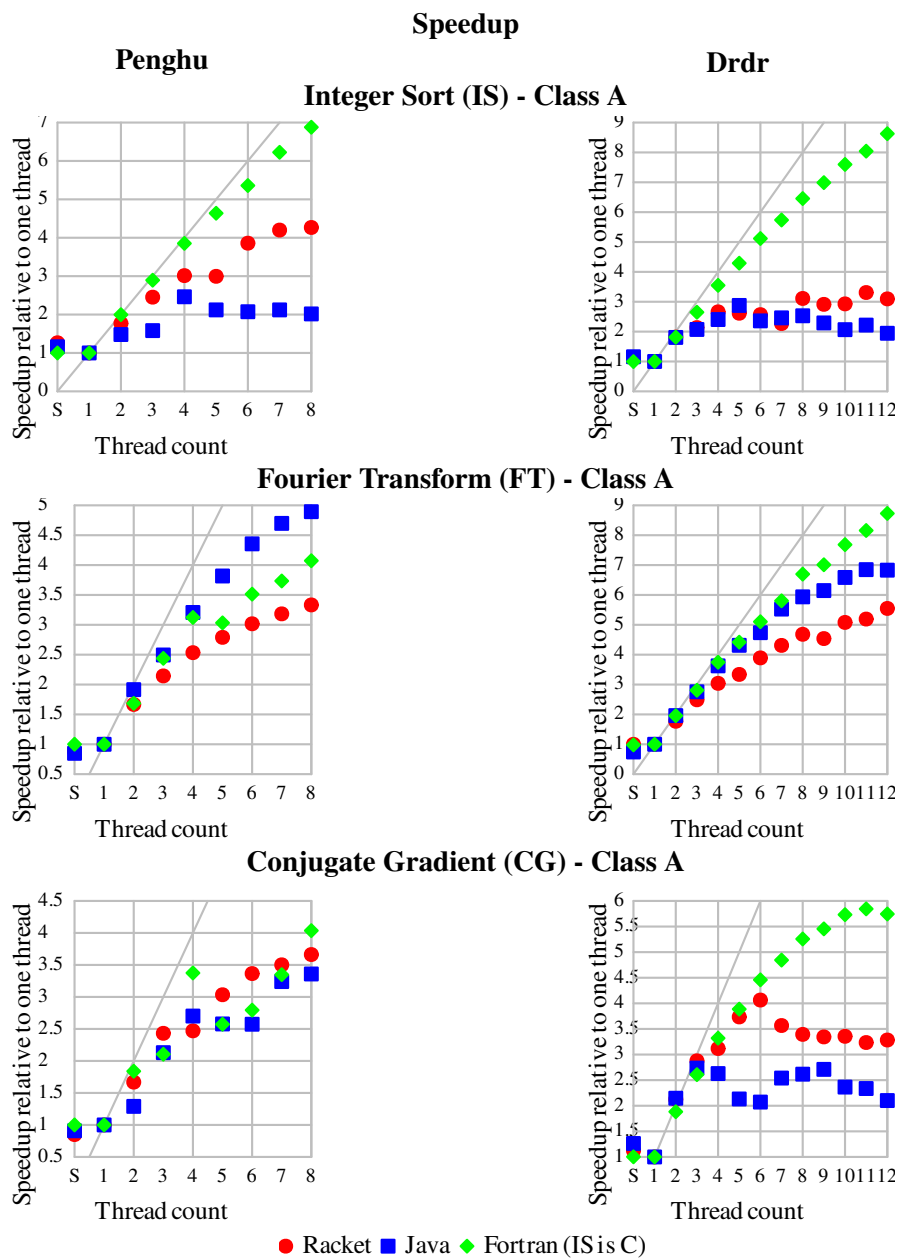 Speedup
Penghu Drdr
Integer Sort (IS) - Class A
Speedup relative to one thread
7
6
5
4
3
2
1
0
S 1 2 3 4 5 6 7 8
Thread count
Speedup relative to one thread
9
8
7
6
5
4
3
2
1
0
S 1 2 3 4 5 6 7 8 9 10 11 12
Thread count
Fourier Transform (FT) - Class A
Speedup relative to one thread
5
4.5
4
3.5
3
2.5
2
1.5
1
0.5
S 1 2 3 4 5 6 7 8
Thread count
Speedup relative to one thread
9
8
7
6
5
4
3
2
1
0
S 1 2 3 4 5 6 7 8 9 10 11 12
Thread count
Conjugate Gradient (CG) - Class A
Speedup relative to one thread
4.5
4
3.5
3
2.5
2
1.5
1
0.5
S 1 2 3 4 5 6 7 8
Thread count
Speedup relative to one thread
6
5.5
5
4.5
4
3.5
3
2.5
2
1.5
1
S 1 2 3 4 5 6 7 8 9 10 11 12
Thread count
Racket Java Fortran (IS is C)